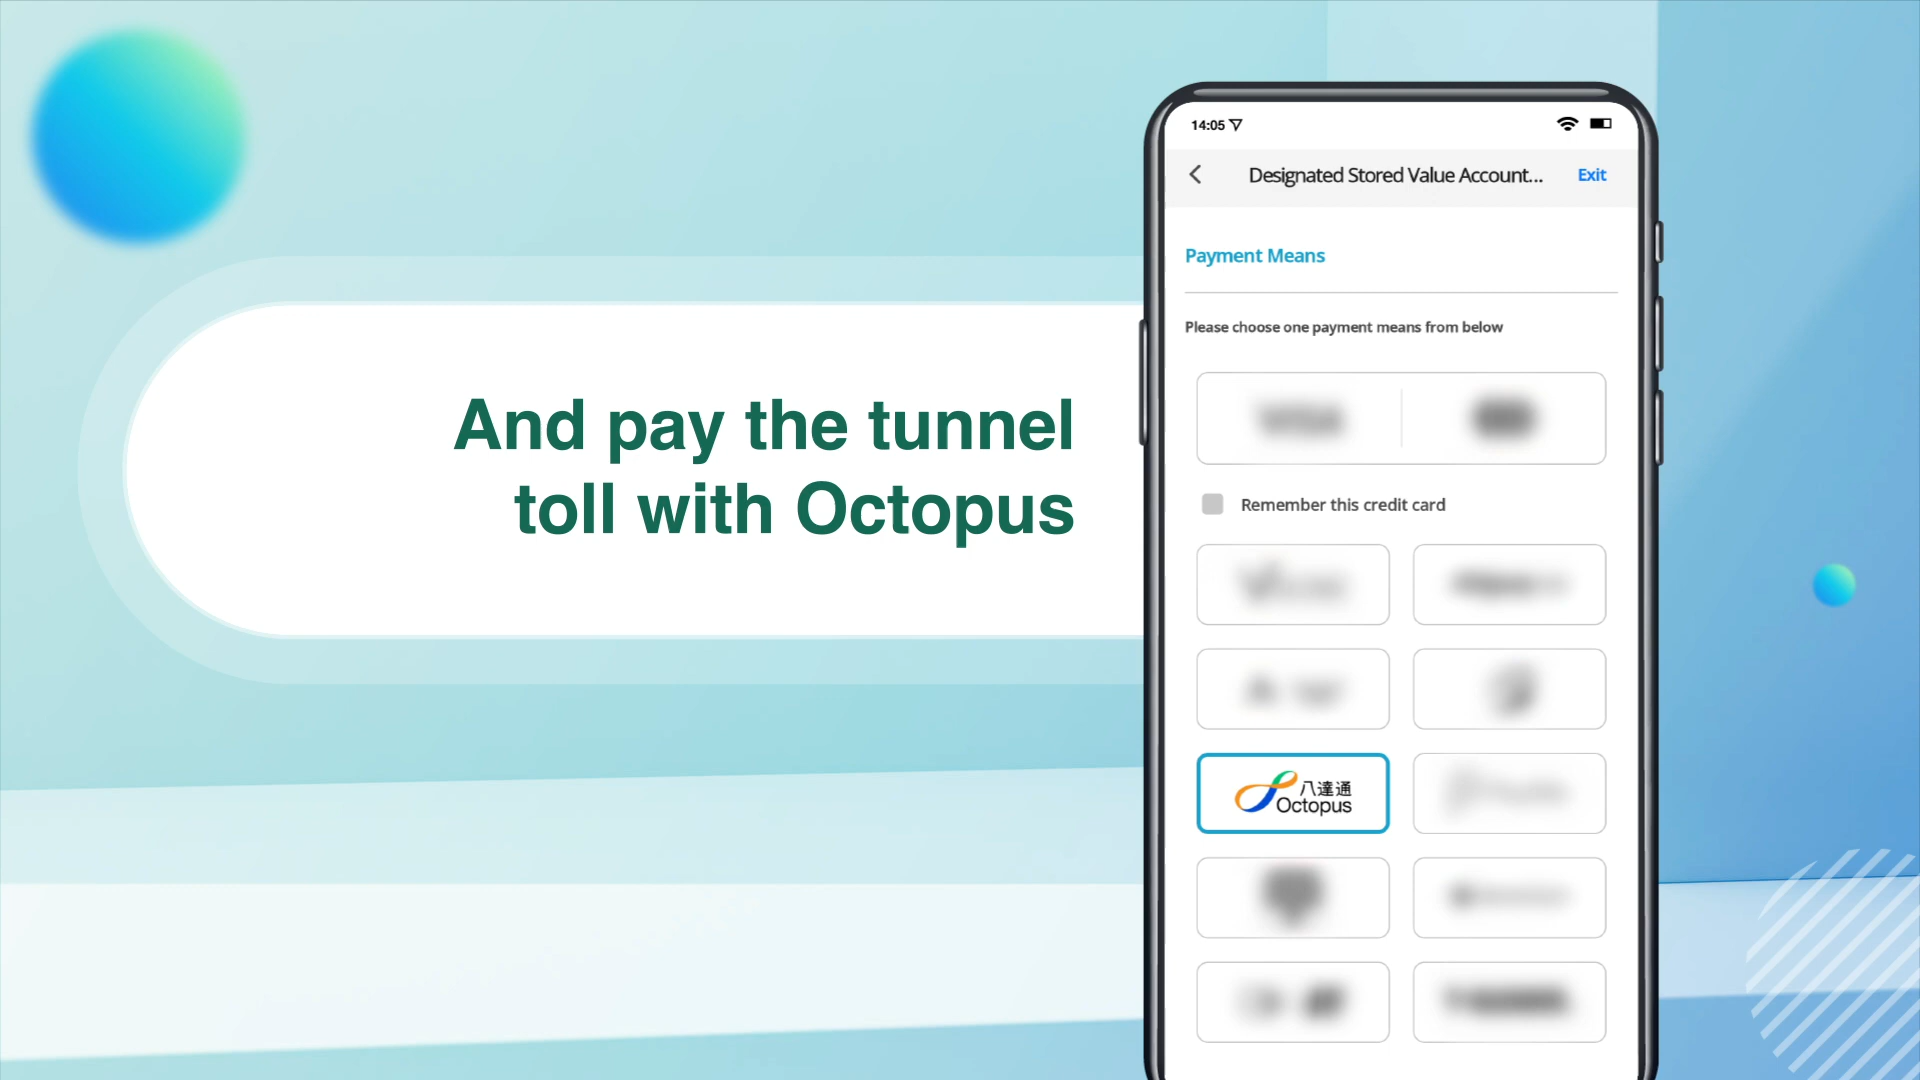 And pay the tunnel
toll with Octopus
14:05
Designated Stored Value Account...
Exit
Payment Means
Please choose one payment means from below
Remember this credit card
八達通
Octopus